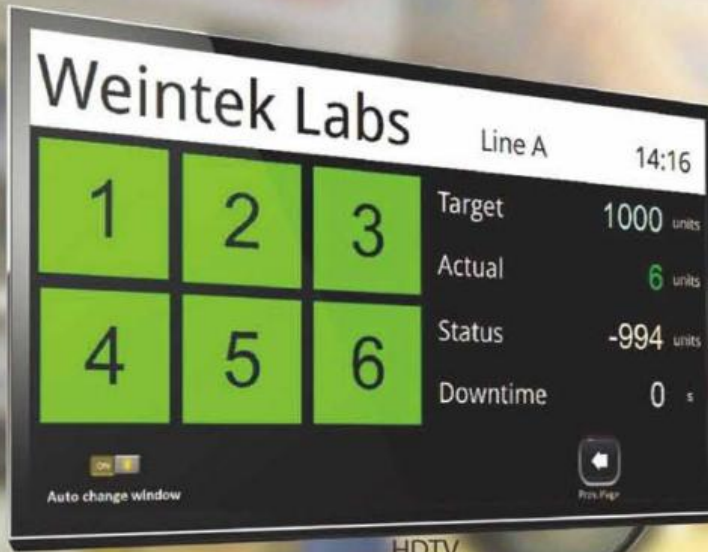 Weintek Labs
Line A
14:16
1 2 3
4 5 6
Target 1000 units
Actual 6 units
Status -994 units
Downtime 0 s
ON
Auto change window
Prev. Page
HDTV